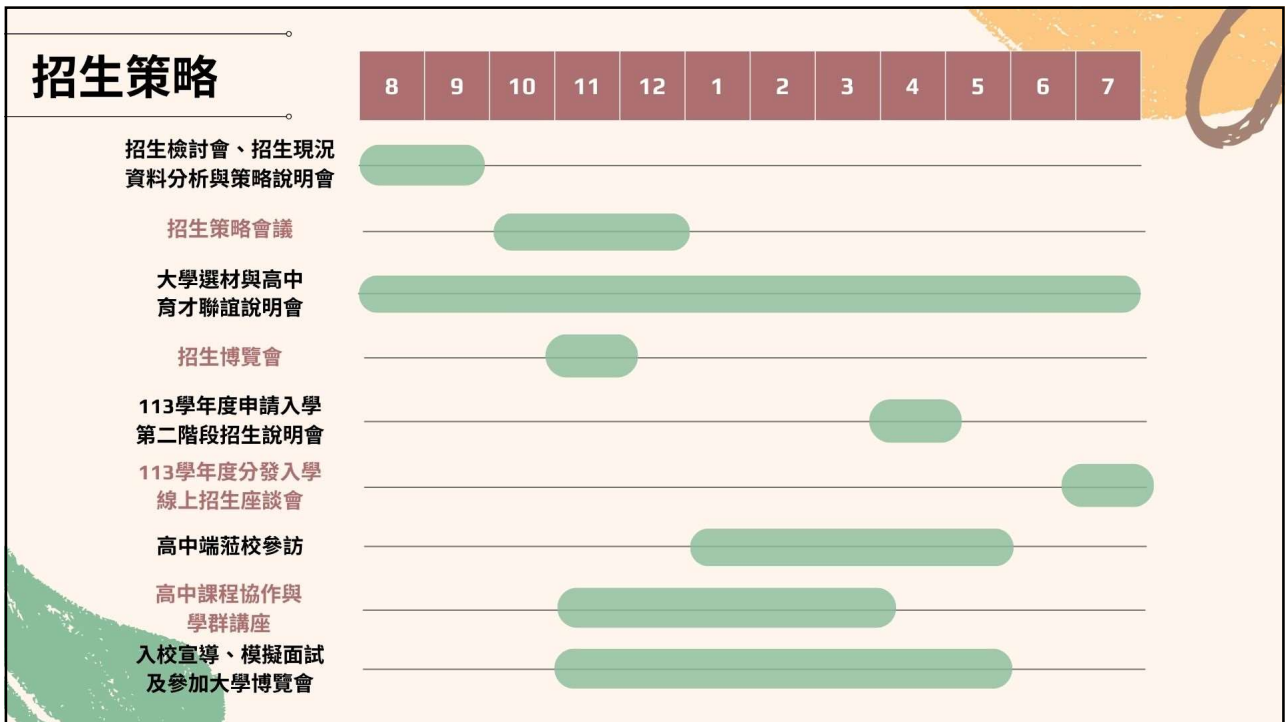 招生策略
8 9 10 11 12 1 2 3 4 5 6 7
招生檢討會、招生現況
資料分析與策略說明會
招生策略會議
大學選材與高中
育才聯誼說明會
招生博覽會
113學年度申請入學
第二階段招生說明會
113學年度分發入學
線上招生座談會
高中端蒞校參訪
高中課程協作與
學群講座
入校宣導、模擬面試
及參加大學博覽會